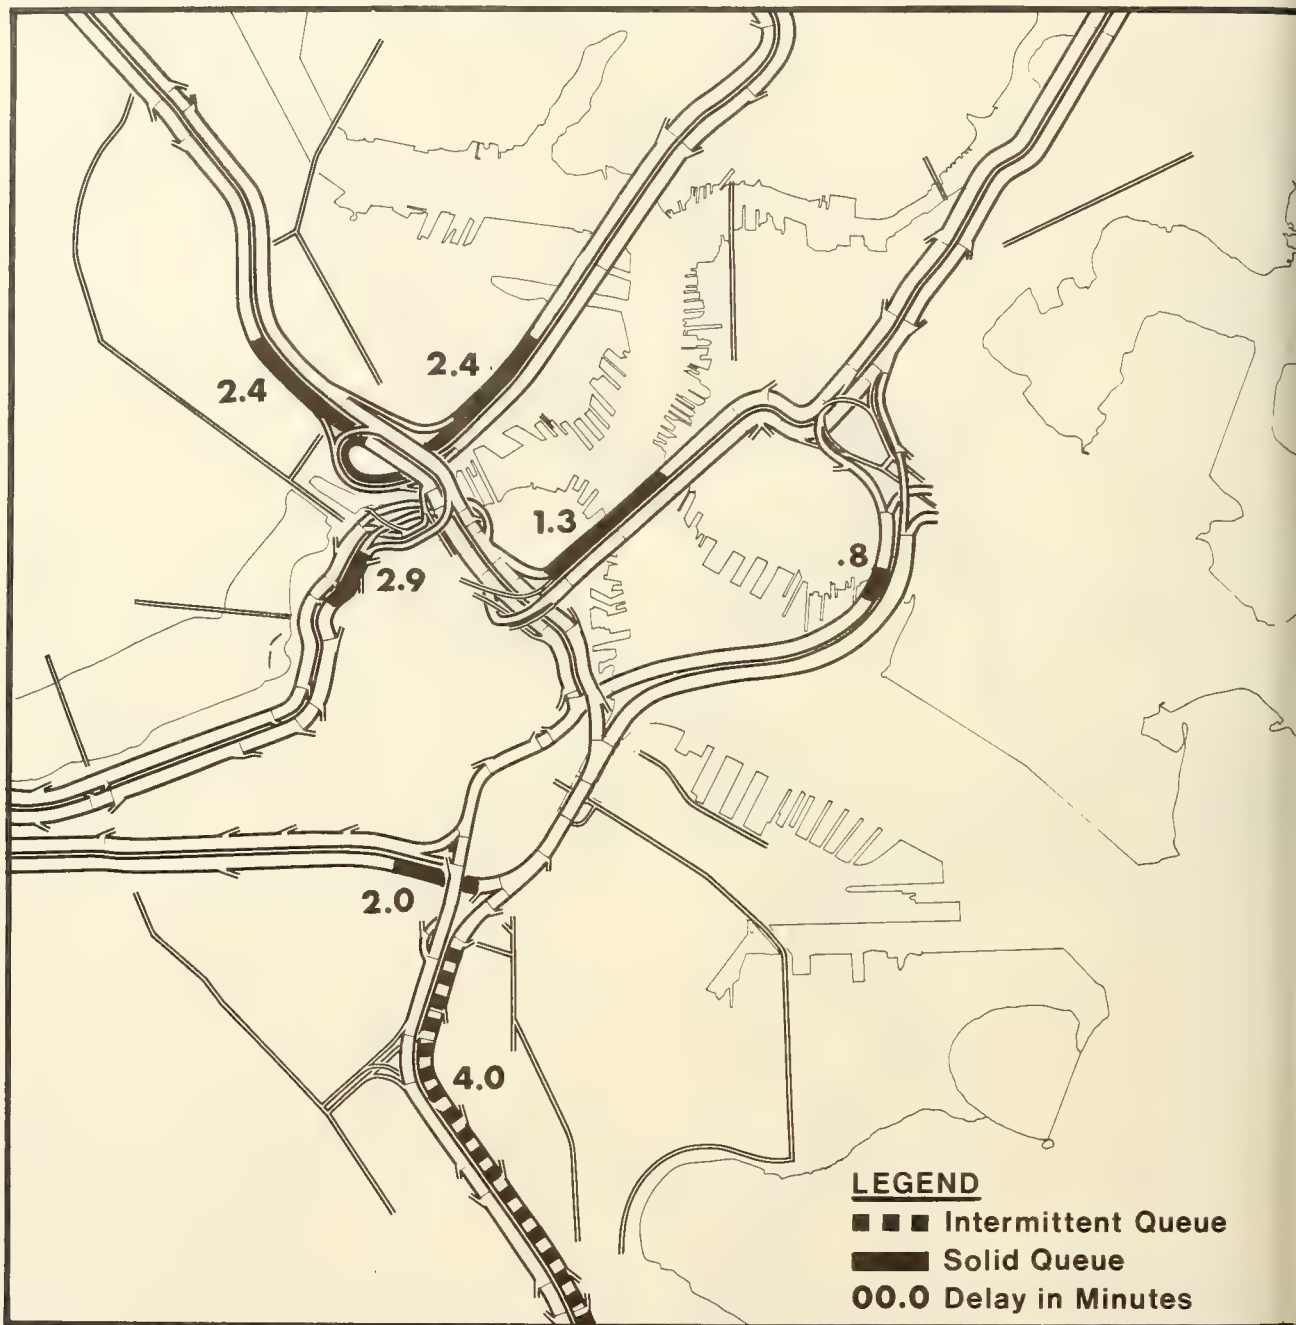 2.4
2.4
1.3
.8
2.9
2.0
4.0
LEGEND
Intermittent Queue
Solid Queue
00.0 Delay in Minutes